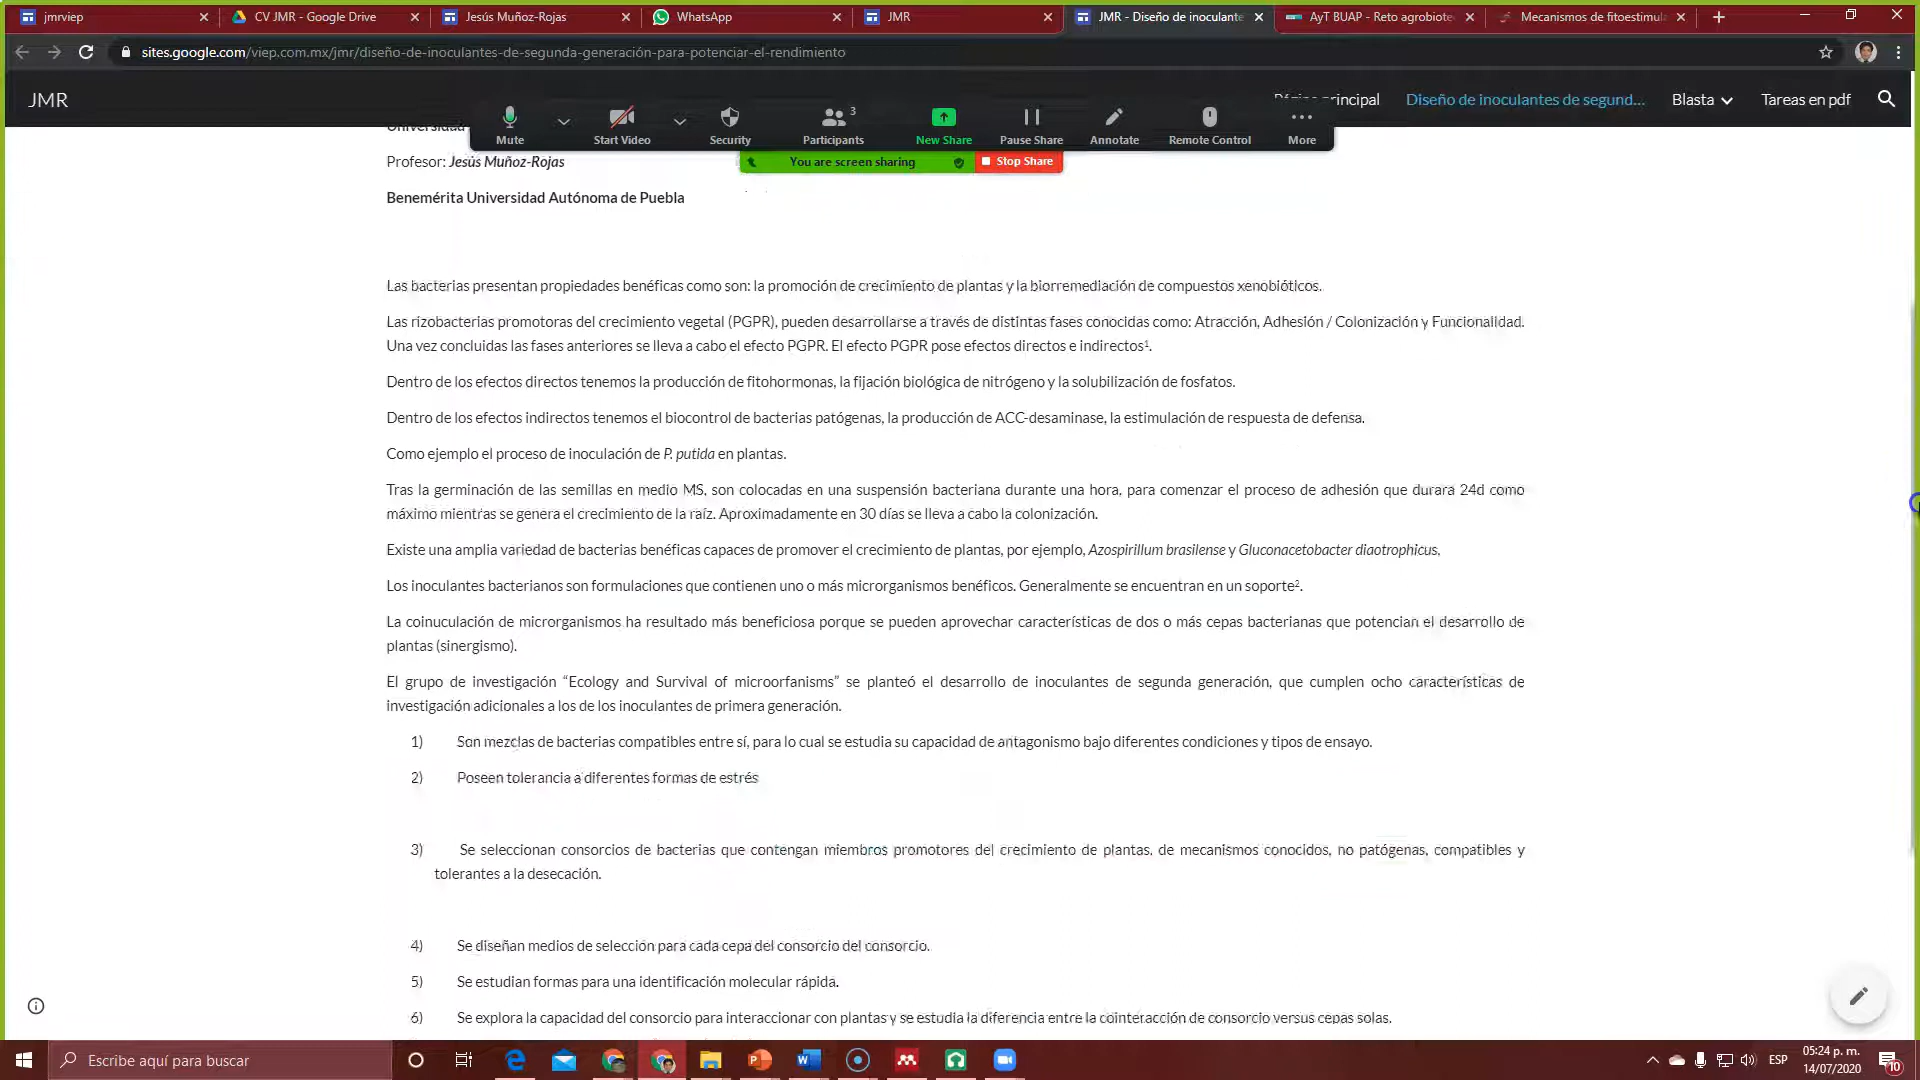 jmrviep
CV JMR - Google Drive
Jesús Muñoz-Rojas
WhatsApp
JMR
JMR - Diseño de inoculante
AyT BUAP - Reto agrobiote
Mecanismos de fitoestimul
sites.google.com/viep.com.mx/jmr/diseño-de-inoculantes-de-segunda-generación-para-potenciar-el-rendimiento
JMR
principal
Diseño de inoculantes de segund...
Blasta
Tareas en pdf
Mute
Start Video
Security
Participants 3
New Share
Pause Share
Annotate
Remote Control
More
You are screen sharing
Stop Share
Universidad
Profesor: Jesús Muñoz-Rojas
Benemérita Universidad Autónoma de Puebla
Las bacterias presentan propiedades benéficas como son: la promoción de crecimiento de plantas y la biorremediación de compuestos xenobióticos.
Las rizobacterias promotoras del crecimiento vegetal (PGPR), pueden desarrollarse a través de distintas fases conocidas como: Atracción, Adhesión / Colonización y Funcionalidad.
Una vez concluidas las fases anteriores se lleva a cabo el efecto PGPR. El efecto PGPR pose efectos directos e indirectos¹.
Dentro de los efectos directos tenemos la producción de fitohormonas, la fijación biológica de nitrógeno y la solubilización de fosfatos.
Dentro de los efectos indirectos tenemos el biocontrol de bacterias patógenas, la producción de ACC-desaminase, la estimulación de respuesta de defensa.
Como ejemplo el proceso de inoculación de P. putida en plantas.
Tras la germinación de las semillas en medio MS, son colocadas en una suspensión bacteriana durante una hora, para comenzar el proceso de adhesión que durara 24d como
máximo mientras se genera el crecimiento de la raíz. Aproximadamente en 30 días se lleva a cabo la colonización.
Existe una amplia variedad de bacterias benéficas capaces de promover el crecimiento de plantas, por ejemplo, Azospirillum brasilense y Gluconacetobacter diaotrophicus.
Los inoculantes bacterianos son formulaciones que contienen uno o más microrganismos benéficos. Generalmente se encuentran en un soporte².
La coinuculación de microrganismos ha resultado más beneficiosa porque se pueden aprovechar características de dos o más cepas bacterianas que potencian el desarrollo de
plantas (sinergismo).
El grupo de investigación “Ecology and Survival of microorfanisms” se planteó el desarrollo de inoculantes de segunda generación, que cumplen ocho características de
investigación adicionales a los de los inoculantes de primera generación.
1) Son mezclas de bacterias compatibles entre sí, para lo cual se estudia su capacidad de antagonismo bajo diferentes condiciones y tipos de ensayo.
2) Poseen tolerancia a diferentes formas de estrés
3) Se seleccionan consorcios de bacterias que contengan miembros promotores del crecimiento de plantas, de mecanismos conocidos, no patógenas, compatibles y
tolerantes a la desecación.
4) Se diseñan medios de selección para cada cepa del consorcio del consorcio.
5) Se estudian formas para una identificación molecular rápida.
6) Se explora la capacidad del consorcio para interaccionar con plantas y se estudia la diferencia entre la cointeracción de consorcio versus cepas solas.
Escribe aquí para buscar
ESP
05:24 p. m.
14/07/2020
10